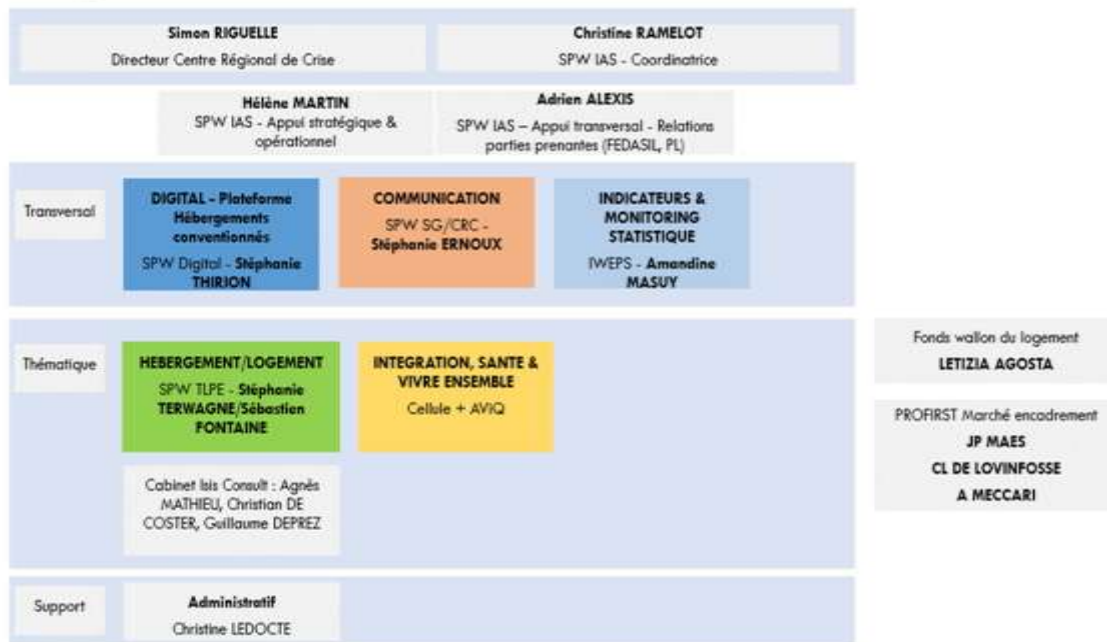 Simon RIGUELLE
Directeur Centre Régional de Crise
Christine RAMELOT
SPW IAS - Coordinatrice
Hélène MARTIN
SPW IAS - Appui stratégique &
opérationnel
Adrien ALEXIS
SPW IAS – Appui transversal - Relations
parties prenantes (FEDASIL, PL)
Transversal
DIGITAL - Plateforme
Hébergements
conventionnés
SPW Digital - Stéphanie
THIRION
COMMUNICATION
SPW SG/CRC -
Stéphanie ERNOUX
INDICATEURS &
MONITORING
STATISTIQUE
IWEPS - Amandine
MASUY
Thématique
HEBERGEMENT/LOGEMENT
SPW TLPE - Stéphanie
TERWAGNE/Sébastien
FONTAINE
INTEGRATION, SANTE &
VIVRE ENSEMBLE
Cellule + AViQ
Cabinet Isis Consult : Agnès
MATHIEU, Christian DE
COSTER, Guillaume DEPREZ
Fonds wallon du logement
LETIZIA AGOSTA
PROFIRST Marché encadrement
JP MAES
CL DE LOVINFOSSE
A MECCARI
Support
Administratif
Christine LEDOCTE